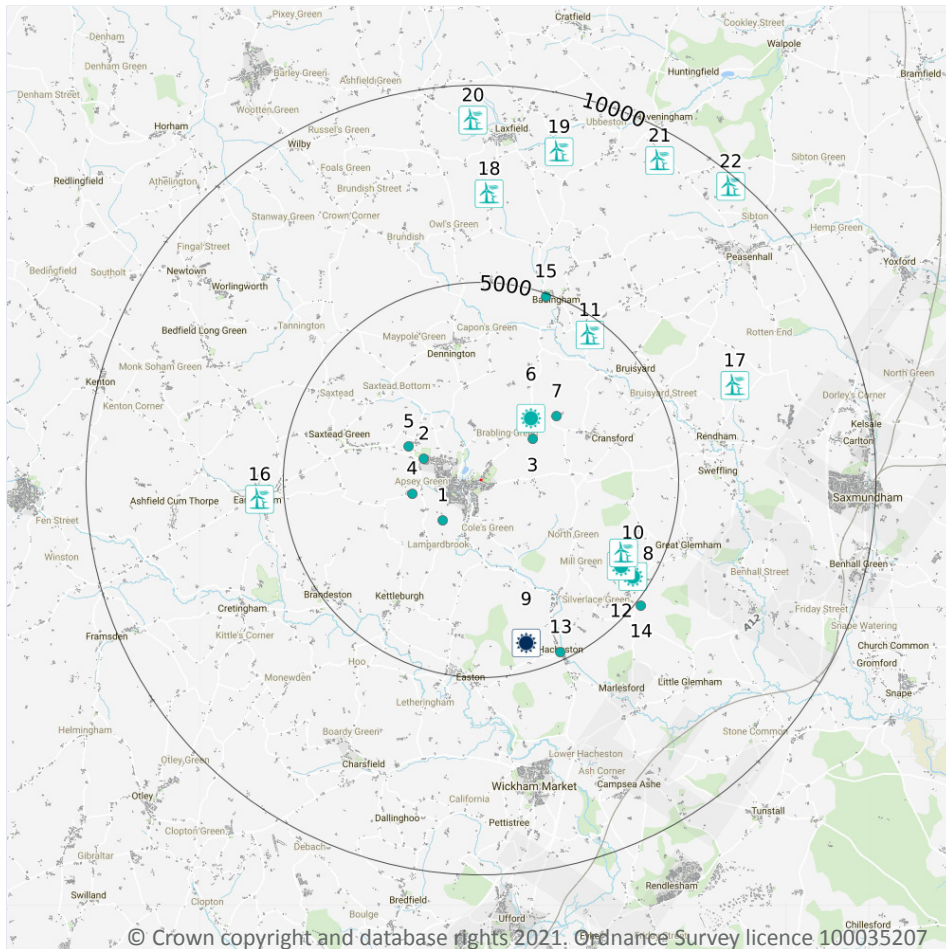 Pixey Green
Cratfield
Cookley Street
Denham
Walpole
Denham Green
Barley Green
Huntingfield
Bramfield
Ashfield Green
Denham Street
Wootten Green
20
10000
Heveningham
Ubbeston
Horham
Russel's Green
Laxfield
19
Wilby
21
Sibton Green
Foals Green
18
22
Redlingfield
Athelington
Brundish Street
Stanway Green
Crown Corner
Sibton
Owl's Green
Hemp Green
Brundish
Fingal Street
Peasenhall
Bedingfield
Southolt
Newtown
15
Yoxford
Worlingworth
5000
Badingham
11
Tannington
Capon's Green
Bedfield Long Green
Maypole Green
Rotten End
Dennington
Monk Soham Green
Bruisyard
17
North Green
Kenton
Saxtead Bottom
6
Bruisyard Street
Saxtead
7
Dorley's Corner
Kenton Corner
5
2
Kelsale
Saxtead Green
Brabling Green
Cransford
Rendham
Carlton
4
3
Apsey Green
Sweffling
16
1
Saxmundham
Ashfield Cum Thorpe
Earl Soham
Fen Street
Cole's Green
North Green
10
Lampardbrook
Great Glemham
Winston
Mill Green
8
Benhall Green
Benhall Street
Brandeston
Kettleburgh
9
Silverlace Green
Cretingham
12
Friday Street
Framsden
13
14
A12
Snape Watering
Kittle's Corner
Church Common
Hacheston
Hoo
Gromford
Monewden
Easton
Marlesford
Little Glemham
Snape
Letheringham
Helmingham
Boardy Green
Stone Common
Otley Green
Charsfield
Lower Hacheston
Ash Corner
Wickham Market
Campsea Ashe
Otley
California
Tunstall
Dallinghoo
Pettistree
Clopton Green
Debach
Gibraltar
Rendlesham
Swilland
Bredfield
Clopton
Boulge
Ufford
Chillesford
© Crown copyright and database rights 2021. Ordnance Survey licence 100035207